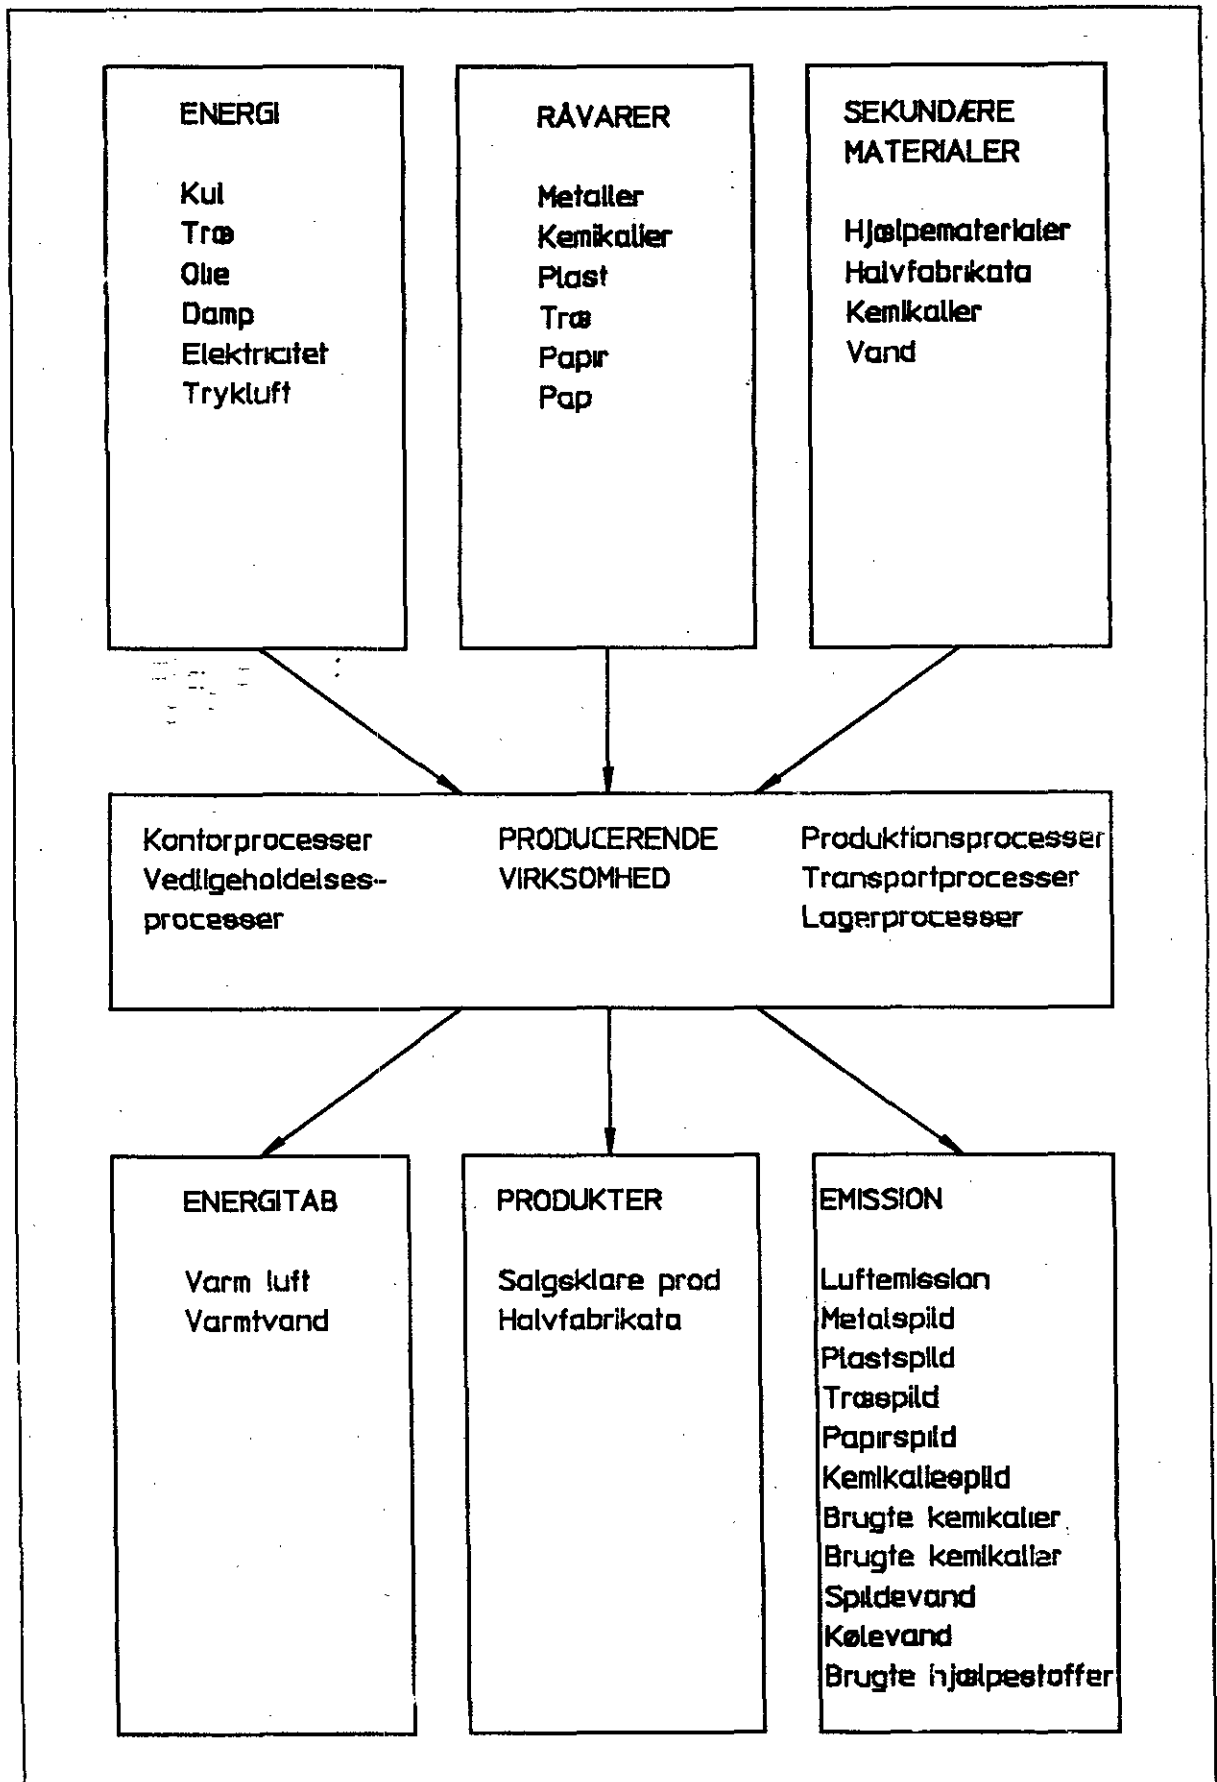 ENERGI
Kul
Træ
Olie
Damp
Elektricitet
Trykluft
RÅVARER
Metaller
Kemikalier
Plast
Træ
Papir
Pap
SEKUNDÆRE
MATERIALER
Hjælpematerialer
Halvfabrikata
Kemikalier
Vand
Kontorprocesser
Vedligeholdelses-
processer
PRODUCERENDE
VIRKSOMHED
Produktionsprocesser
Transportprocesser
Lagerprocesser
ENERGITAB
Varm luft
Varmtvand
PRODUKTER
Salgsklare prod
Halvfabrikata
EMISSION
Luftemission
Metalspild
Plastspild
Træspild
Papirspild
Kemikaliespild
Brugte kemikalier
Brugte kemikalier
Spildevand
Kølevand
Brugte hjælpestoffer